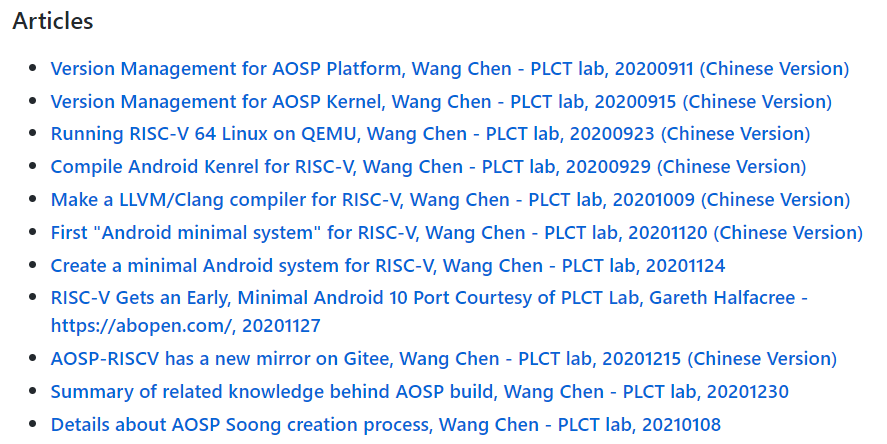 Articles
Version Management for AOSP Platform, Wang Chen - PLCT lab, 20200911 (Chinese Version)
Version Management for AOSP Kernel, Wang Chen - PLCT lab, 20200915 (Chinese Version)
Running RISC-V 64 Linux on QEMU, Wang Chen - PLCT lab, 20200923 (Chinese Version)
Compile Android Kenrel for RISC-V, Wang Chen - PLCT lab, 20200929 (Chinese Version)
Make a LLVM/Clang compiler for RISC-V, Wang Chen - PLCT lab, 20201009 (Chinese Version)
First "Android minimal system" for RISC-V, Wang Chen - PLCT lab, 20201120 (Chinese Version)
Create a minimal Android system for RISC-V, Wang Chen - PLCT lab, 20201124
RISC-V Gets an Early, Minimal Android 10 Port Courtesy of PLCT Lab, Gareth Halfacree -
https://abopen.com/, 20201127
AOSP-RISCV has a new mirror on Gitee, Wang Chen - PLCT lab, 20201215 (Chinese Version)
Summary of related knowledge behind AOSP build, Wang Chen - PLCT lab, 20201230
Details about AOSP Soong creation process, Wang Chen - PLCT lab, 20210108